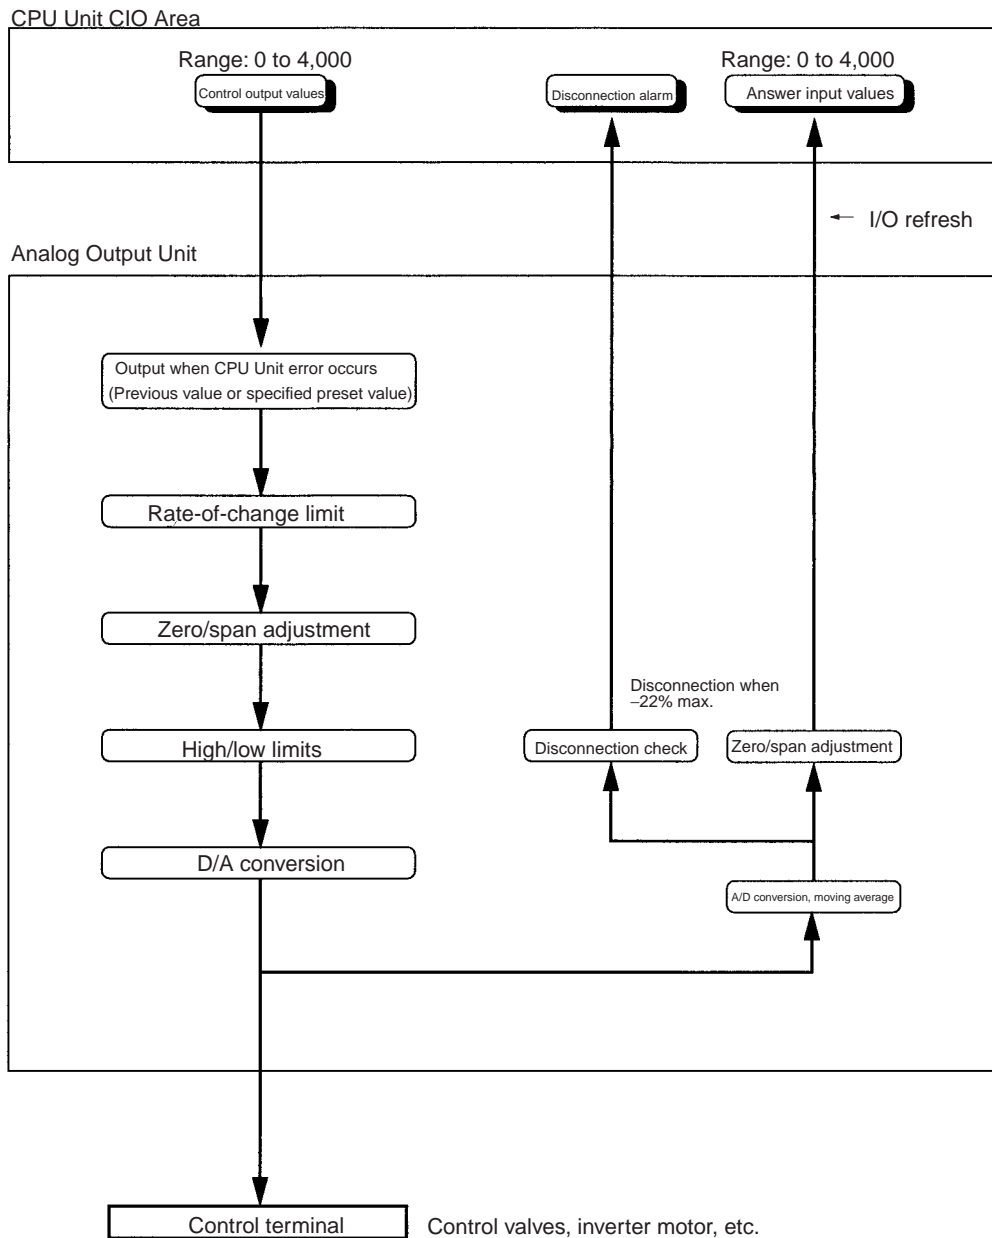 CPU Unit CIO Area
Range: 0 to 4,000
Range: 0 to 4,000
Control output values
Disconnection alarm
Answer input values
I/O refresh
Analog Output Unit
Output when CPU Unit error occurs
(Previous value or specified preset value)
Rate-of-change limit
Zero/span adjustment
Disconnection when
–22% max.
High/low limits
Disconnection check
Zero/span adjustment
D/A conversion
A/D conversion, moving average
Control terminal
Control valves, inverter motor, etc.